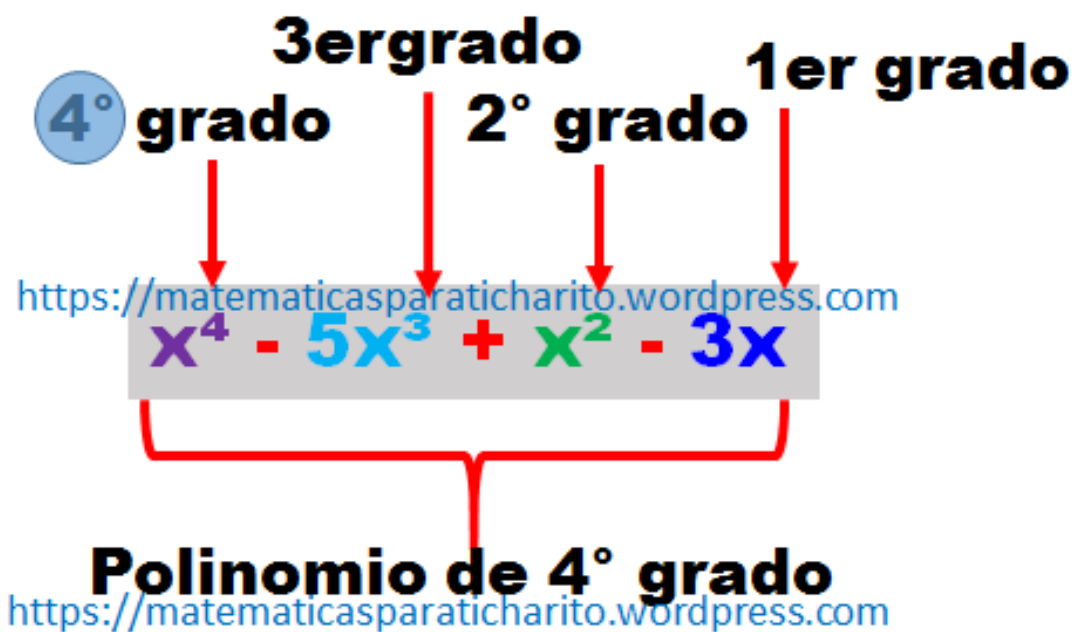 3ergrado
1er grado
4° grado
2° grado
https://matematicasparaticharito.wordpress.com
x⁴ - 5x³ + x² - 3x
Polinomio de 4° grado
https://matematicasparaticharito.wordpress.com